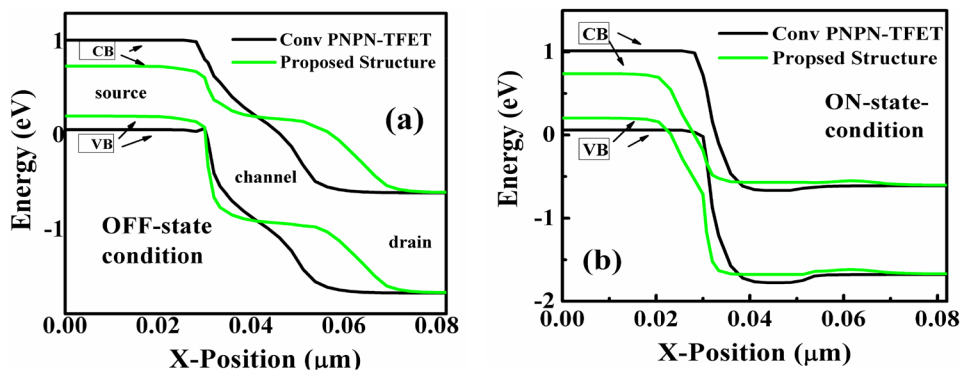 1
0
-1
Energy (eV)
CB
source
VB
OFF-state
condition
Conv PNPN-TFET
Proposed Structure
(a)
channel
drain
0.00
0.02
0.04
0.06
0.08
X-Position (μm)
1
0
-1
-2
Energy (eV)
CB
VB
Conv PNPN-TFET
Propsed Structure
ON-state-
condition
(b)
0.00
0.02
0.04
0.06
0.08
X-Position (μm)